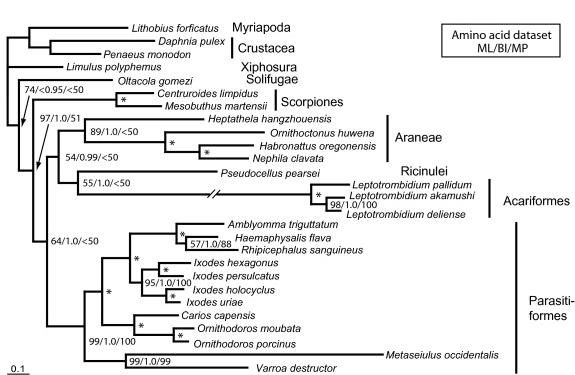 Lithobius forficatus Myriapoda
Daphnia pulex
Crustacea
Penaeus monodon
Limulus polyphemus Xiphosura
Oltacola gomezi Solifugae
74/<0.95/<50
Centruroides limpidus
*
Scorpiones
Mesobuthus martensii
97/1.0/51
Heptathela hangzhouensis
89/1.0/<50
Ornithoctonus huwena
Araneae
*
Habronattus oregonensis
*
Nephila clavata
54/0.99/<50
Pseudocellus pearsei Ricinulei
55/1.0/<50
Leptotrombidium pallidum
*
Leptotrombidium akamushi
Acariformes
98/1.0/100
Leptotrombidium deliense
64/1.0/<50
Amblyomma triguttatum
*
Haemaphysalis flava
57/1.0/88
Rhipicephalus sanguineus
*
Ixodes hexagonus
*
Ixodes persulcatus
95/1.0/100
*
Ixodes holocyclus
*
Ixodes uriae
Parasiti-
formes
Carios capensis
*
Ornithodoros moubata
*
Ornithodoros porcinus
99/1.0/100
Metaseiulus occidentalis
99/1.0/99
Varroa destructor
0.1
Amino acid dataset
ML/BI/MP